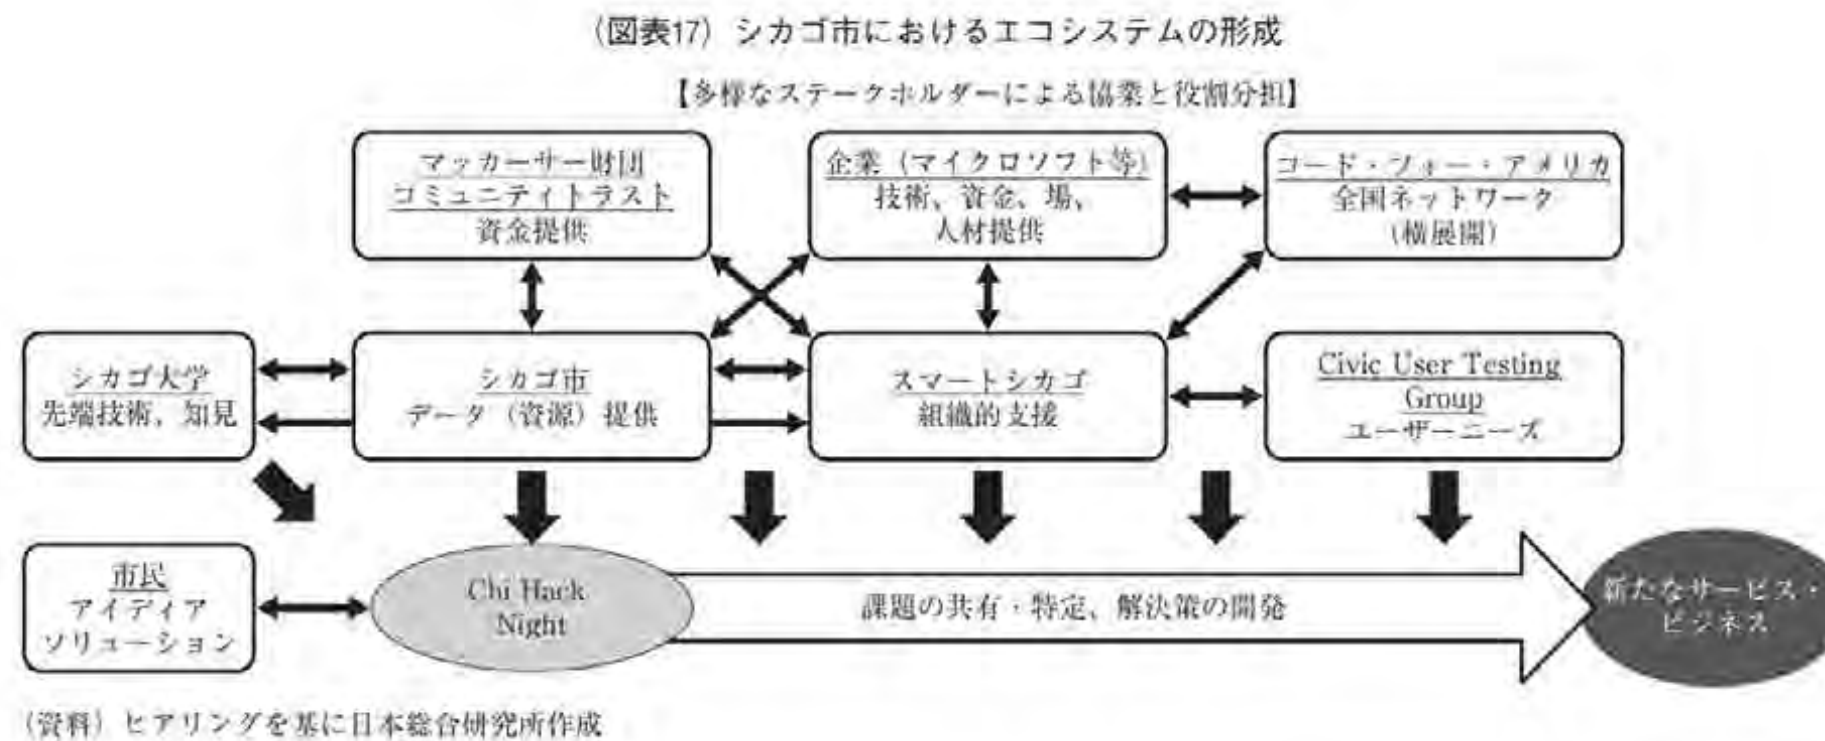 (図表17) シカゴ市におけるエコシステムの形成
【多様なステークホルダーによる協業と役割分担】
マッカーサー財団
コミュニティトラスト
資金提供
企業（マイクロソフト等）
技術、資金、場、
人材提供
コード・フォー・アメリカ
全国ネットワーク
(横展開)
シカゴ大学
先端技術、知見
シカゴ市
データ（資源）提供
スマートシカゴ
組織的支援
Civic User Testing
Group
ユーザーニーズ
市民
アイディア
ソリューション
Chi Hack
Night
課題の共有・特定、解決策の開発
新たなサービス・
ビジネス
(資料) ヒアリングを基に日本総合研究所作成